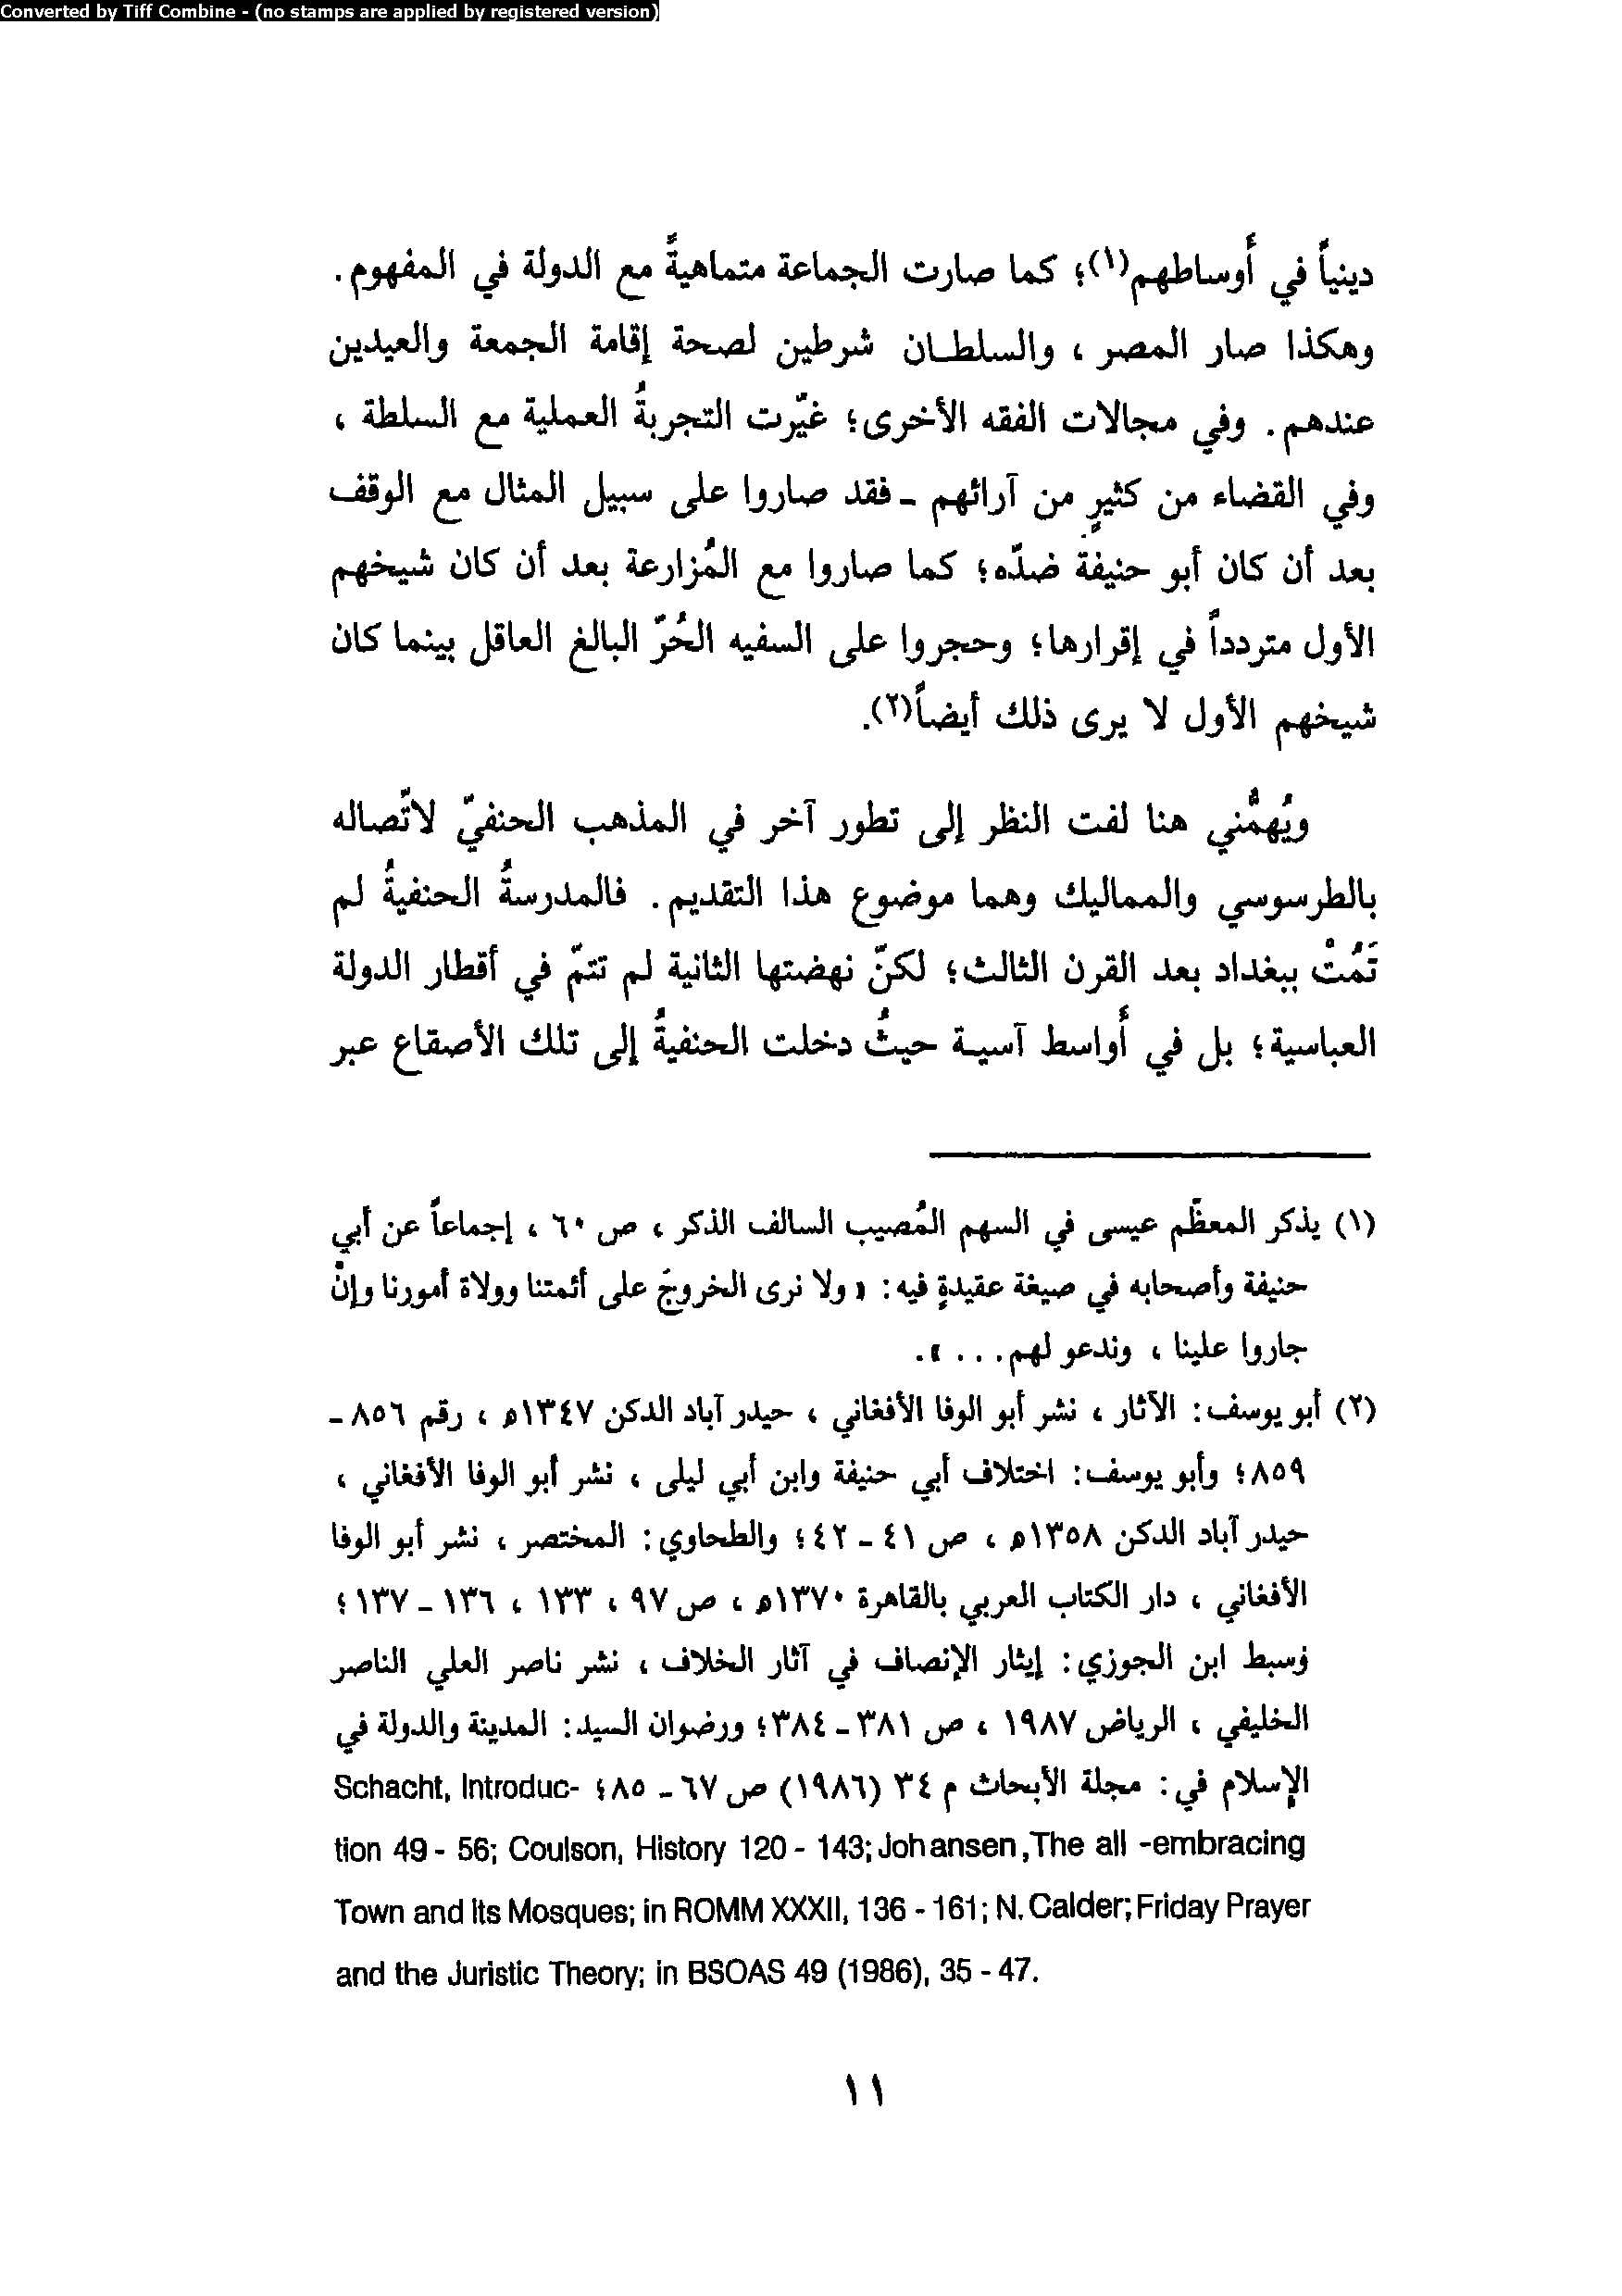 Converted by Tiff Combine - (no stamps are applied by registered version)
دينياً في أوساطهم(١)؛ كما صارت الجماعة متماهيةً مع الدولة في المفهوم .
وهكذا صار المصر ، والسلطان شرطين لصحة إقامة الجمعة والعيدين
عندهم . وفي مجالات الفقه الأخرى؛ غيّرت التجربةُ العملية مع السلطة ،
وفي القضاء من كثيرٍ من آرائهم - فقد صاروا على سبيل المثال مع الوقف
بعد أن كان أبو حنيفة ضدّه؛ كما صاروا مع المُزارعة بعد أن كان شيخهم
الأول متردداً في إقرارها؛ وحجروا على السفيه الحُرّ البالغ العاقل بينما كان
شيخهم الأول لا يرى ذلك أيضاً(٢).
ويُهمُّني هنا لفت النظر إلى تطور آخر في المذهب الحنفيّ لاتّصاله
بالطرسوسي والمماليك وهما موضوع هذا التقديم . فالمدرسةُ الحنفيةُ لم
تَمُتْ ببغداد بعد القرن الثالث؛ لكنّ نهضتها الثانية لم تتمّ في أقطار الدولة
العباسية؛ بل في أُواسط آسية حيثُ دخلت الحنفيةُ إلى تلك الأصقاع عبر
(١) يذكر المعظّم عيسى في السهم المُصيب السالف الذكر ، ص ٦٠ ، إجماعاً عن أبي
حنيفة وأصحابه في صيغة عقيدةٍ فيه: « ولا نرى الخروجَ على أئمتنا وولاة أمورنا وإنْ
جاروا علينا ، وندعو لهم . . . ».
(٢) أبو يوسف: الآثار ، نشر أبو الوفا الأفغاني ، حيدر آباد الدكن ١٣٤٧ه ، رقم ٨٥٦ -
٨٥٩؛ وأبو يوسف: اختلاف أبي حنيفة وابن أبي ليلى ، نشر أبو الوفا الأفغاني ،
حيدر آباد الدكن ١٣٥٨ه ، ص ٤١ - ٤٢؛ والطحاوي: المختصر ، نشر أبو الوفا
الأفغاني ، دار الكتاب العربي بالقاهرة ١٣٧٠ه ، ص ٩٧ ، ١٣٣ ، ١٣٦ - ١٣٧؛
وسبط ابن الجوزي: إيثار الإنصاف في آثار الخلاف ، نشر ناصر العلي الناصر
الخليفي ، الرياض ١٩٨٧ ، ص ٣٨١ - ٣٨٤؛ ورضوان السيد: المدينة والدولة في
الإسلام في: مجلة الأبحاث م ٣٤ (١٩٨٦) ص ٦٧ - ٨٥؛ Schacht, Introduc-
tion 49 - 56; Coulson, History 120 - 143; Johansen ,The all -embracing
Town and its Mosques; in ROMM XXXII, 136 - 161; N. Calder; Friday Prayer
and the Juristic Theory; in BSOAS 49 (1986), 35 - 47.
١١